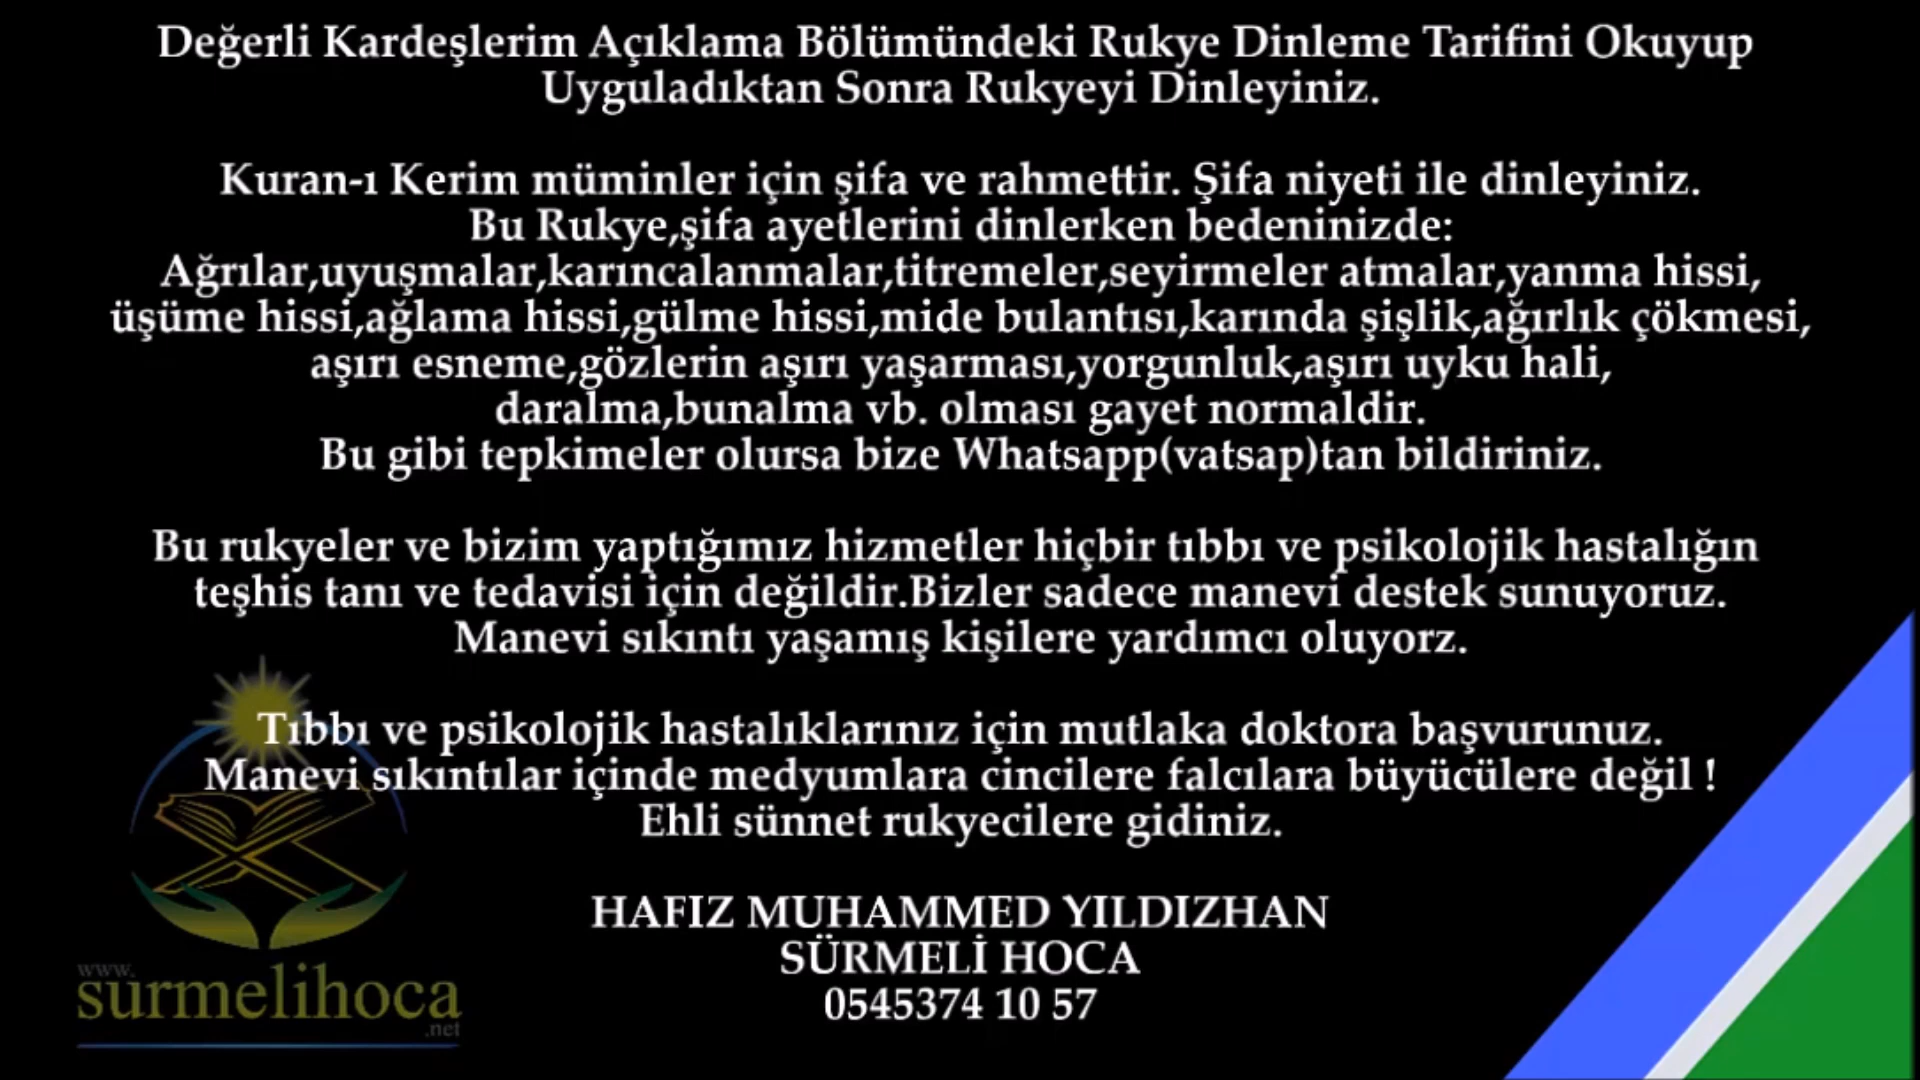 Değerli Kardeşlerim Açıklama Bölümündeki Rukye Dinleme Tarifini Okuyup
Uyguladıktan Sonra Rukyeyi Dinleyiniz.
Kuran-ı Kerim müminler için şifa ve rahmettir. Şifa niyeti ile dinleyiniz.
Bu Rukye,şifa ayetlerini dinlerken bedeninizde:
Ağrılar,uyuşmalar,karıncalanmalar,titremeler,seyirmeler atmalar,yanma hissi,
üşüme hissi,ağlama hissi,gülme hissi,mide bulantısı,karında şişlik,ağırlık çökmesi,
aşırı esneme,gözlerin aşırı yaşarması,yorgunluk,aşırı uyku hali,
daralma,bunalma vb. olması gayet normaldir.
Bu gibi tepkimeler olursa bize Whatsapp(vatsap)tan bildiriniz.
Bu rukyeler ve bizim yaptığımız hizmetler hiçbir tıbbı ve psikolojik hastalığın
teşhis tanı ve tedavisi için değildir.Bizler sadece manevi destek sunuyoruz.
Manevi sıkıntı yaşamış kişilere yardımcı oluyorz.
Tıbbı ve psikolojik hastalıklarınız için mutlaka doktora başvurunuz.
Manevi sıkıntılar içinde medyumlara cincilere falcılara büyücülere değil !
Ehli sünnet rukyecilere gidiniz.
HAFIZ MUHAMMED YILDIZHAN
SÜRMELİ HOCA
0545374 10 57
www.
surmelihoca
.net